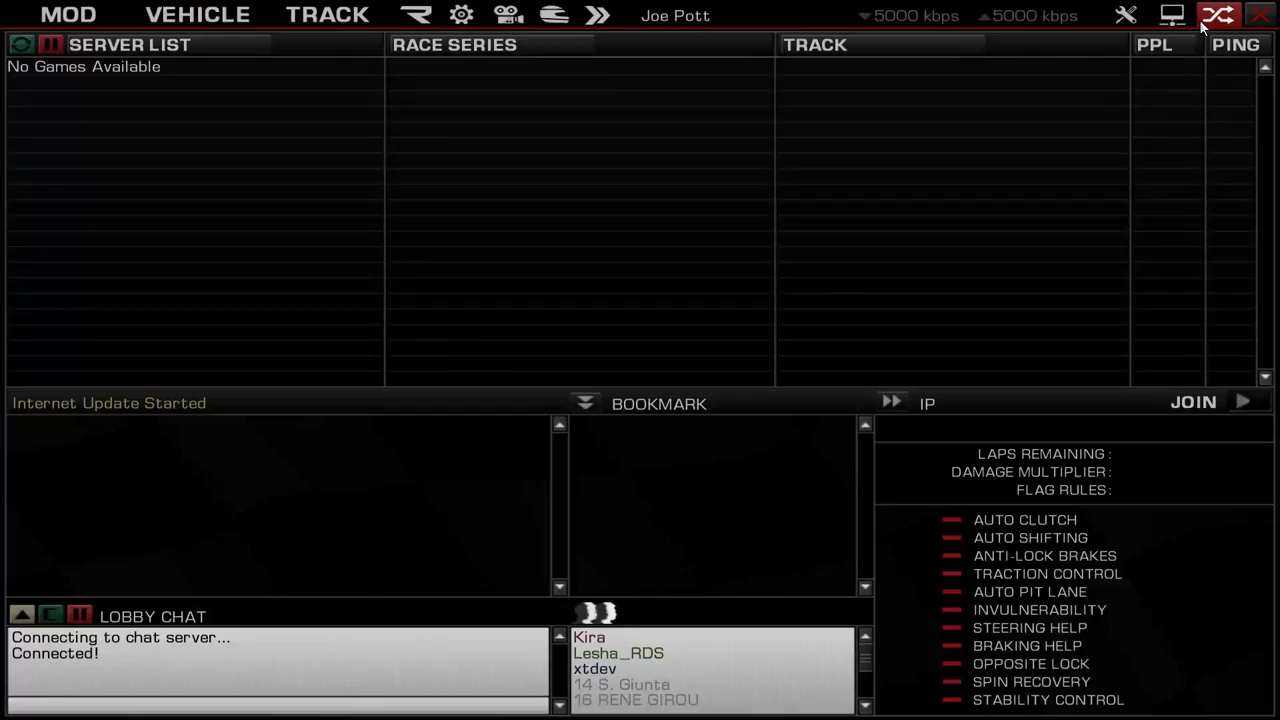 MOD VEHICLE TRACK Joe Pott 5000 kbps 5000 kbps
SERVER LIST RACE SERIES TRACK PPL PING
No Games Available
Internet Update Started BOOKMARK IP JOIN
LAPS REMAINING :
DAMAGE MULTIPLIER :
FLAG RULES :
AUTO CLUTCH
AUTO SHIFTING
ANTI-LOCK BRAKES
TRACTION CONTROL
AUTO PIT LANE
INVULNERABILITY
STEERING HELP
BRAKING HELP
OPPOSITE LOCK
SPIN RECOVERY
STABILITY CONTROL
LOBBY CHAT
Connecting to chat server...
Connected!
Kira
Lesha_RDS
xtdev
14 S. Giunta
16 RENE GIROU